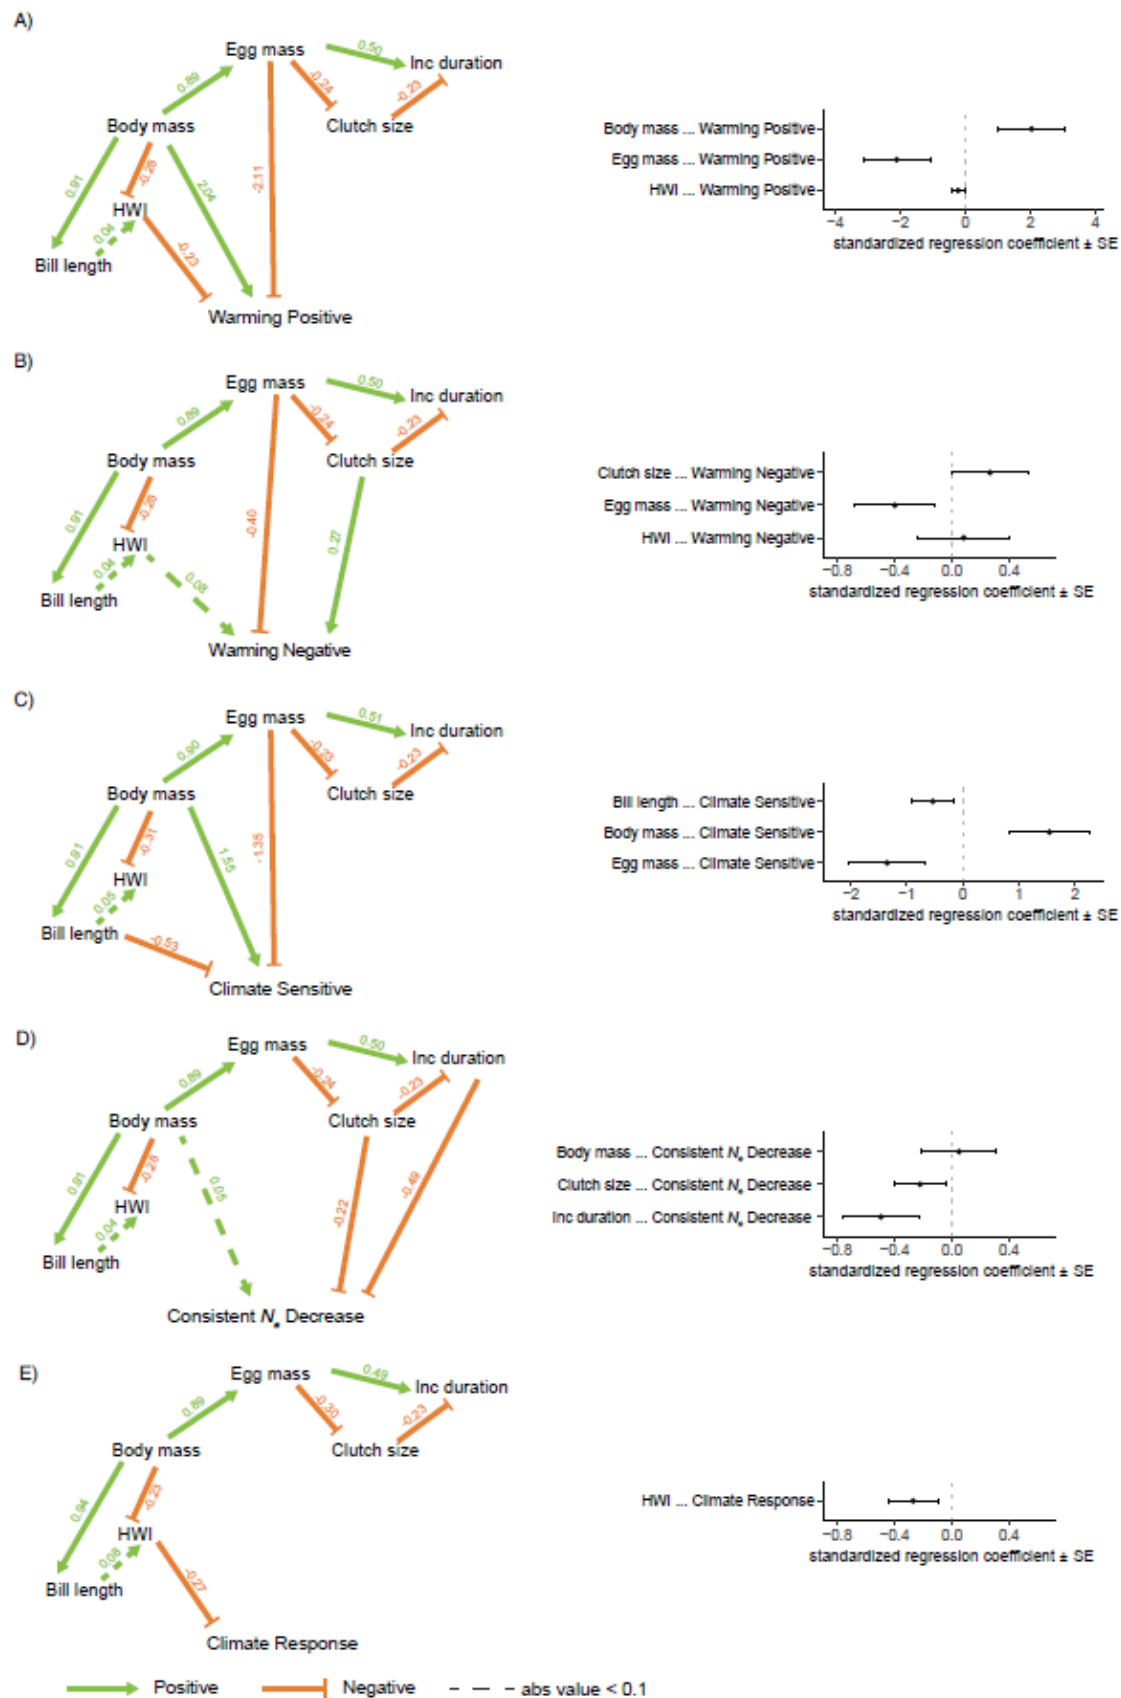 A)
Egg mass
0.50
Inc duration
0.89
-0.24
-0.23
Body mass
Clutch size
0.91
-0.28
2.04
-2.11
HWI
0.04
-0.23
Bill length
Warming Positive
Body mass ... Warming Positive
Egg mass ... Warming Positive
HWI ... Warming Positive
−4 −2 0 2 4
standardized regression coefficient ± SE
B)
Egg mass
0.50
Inc duration
0.89
-0.24
-0.23
Body mass
Clutch size
0.91
-0.28
-0.40
0.27
HWI
0.04
0.08
Bill length
Warming Negative
Clutch size ... Warming Negative
Egg mass ... Warming Negative
HWI ... Warming Negative
−0.8 −0.4 0.0 0.4
standardized regression coefficient ± SE
C)
Egg mass
0.51
Inc duration
0.90
-0.23
-0.23
Body mass
Clutch size
0.91
-0.31
1.55
-1.35
HWI
0.05
Bill length
-0.53
Climate Sensitive
Bill length ... Climate Sensitive
Body mass ... Climate Sensitive
Egg mass ... Climate Sensitive
−2 −1 0 1 2
standardized regression coefficient ± SE
D)
Egg mass
0.50
Inc duration
0.89
-0.24
-0.23
Body mass
Clutch size
0.91
-0.28
0.05
-0.22
-0.49
HWI
0.04
Bill length
Consistent Nₑ Decrease
Body mass ... Consistent Nₑ Decrease
Clutch size ... Consistent Nₑ Decrease
Inc duration ... Consistent Nₑ Decrease
−0.8 −0.4 0.0 0.4
standardized regression coefficient ± SE
E)
Egg mass
0.49
Inc duration
0.89
-0.30
-0.23
Body mass
Clutch size
0.94
-0.23
HWI
0.08
Bill length
-0.27
Climate Response
HWI ... Climate Response
−0.8 −0.4 0.0 0.4
standardized regression coefficient ± SE
Positive Negative abs value < 0.1